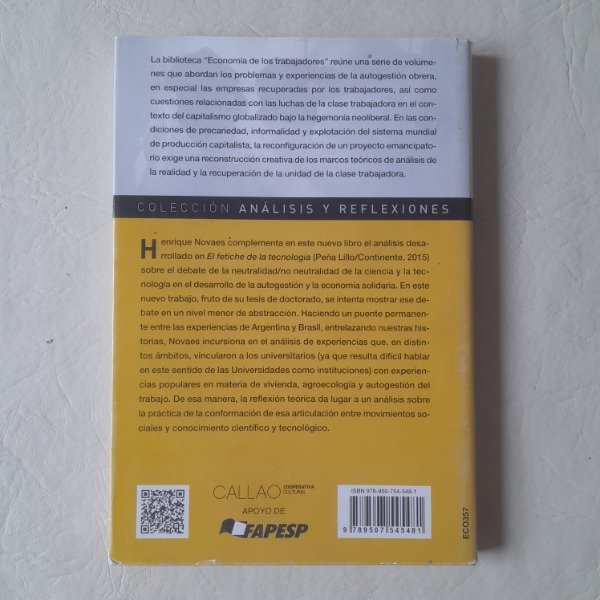 La biblioteca "Economía de los trabajadores" reúne una serie de volúme-
nes que abordan los problemas y experiencias de la autogestión obrera,
en especial las empresas recuperadas por los trabajadores, así como
cuestiones relacionadas con las luchas de la clase trabajadora en el con-
texto del capitalismo globalizado bajo la hegemonía neoliberal. En las con-
diciones de precariedad, informalidad y explotación del sistema mundial
de producción capitalista, la reconfiguración de un proyecto emancipato-
rio exige una reconstrucción creativa de los marcos teóricos de análisis de
la realidad y la recuperación de la unidad de la clase trabajadora.
COLECCIÓN ANÁLISIS Y REFLEXIONES
Henrique Novaes complementa en este nuevo libro el análisis desa-
rrollado en El fetiche de la tecnología (Peña Lillo/Continente, 2015)
sobre el debate de la neutralidad/no neutralidad de la ciencia y la tec-
nología en el desarrollo de la autogestión y la economía solidaria. En este
nuevo trabajo, fruto de su tesis de doctorado, se intenta mostrar ese de-
bate en un nivel menor de abstracción. Haciendo un puente permanen-
te entre las experiencias de Argentina y Brasil, entrelazando nuestras his-
torias, Novaes incursiona en el análisis de experiencias que, en distin-
tos ámbitos, vincularon a los universitarios (ya que resulta difícil hablar
en este sentido de las Universidades como instituciones) con experien-
cias populares en materia de vivienda, agroecología y autogestión del
trabajo. De esa manera, la reflexión teórica da lugar a un análisis sobre
la práctica de la conformación de esa articulación entre movimientos so-
ciales y conocimiento científico y tecnológico.
CALLAO COOPERATIVA CULTURAL
APOYO DE
FAPESP
ISBN 978-950-754-548-1
9 789507 545481
ECO357